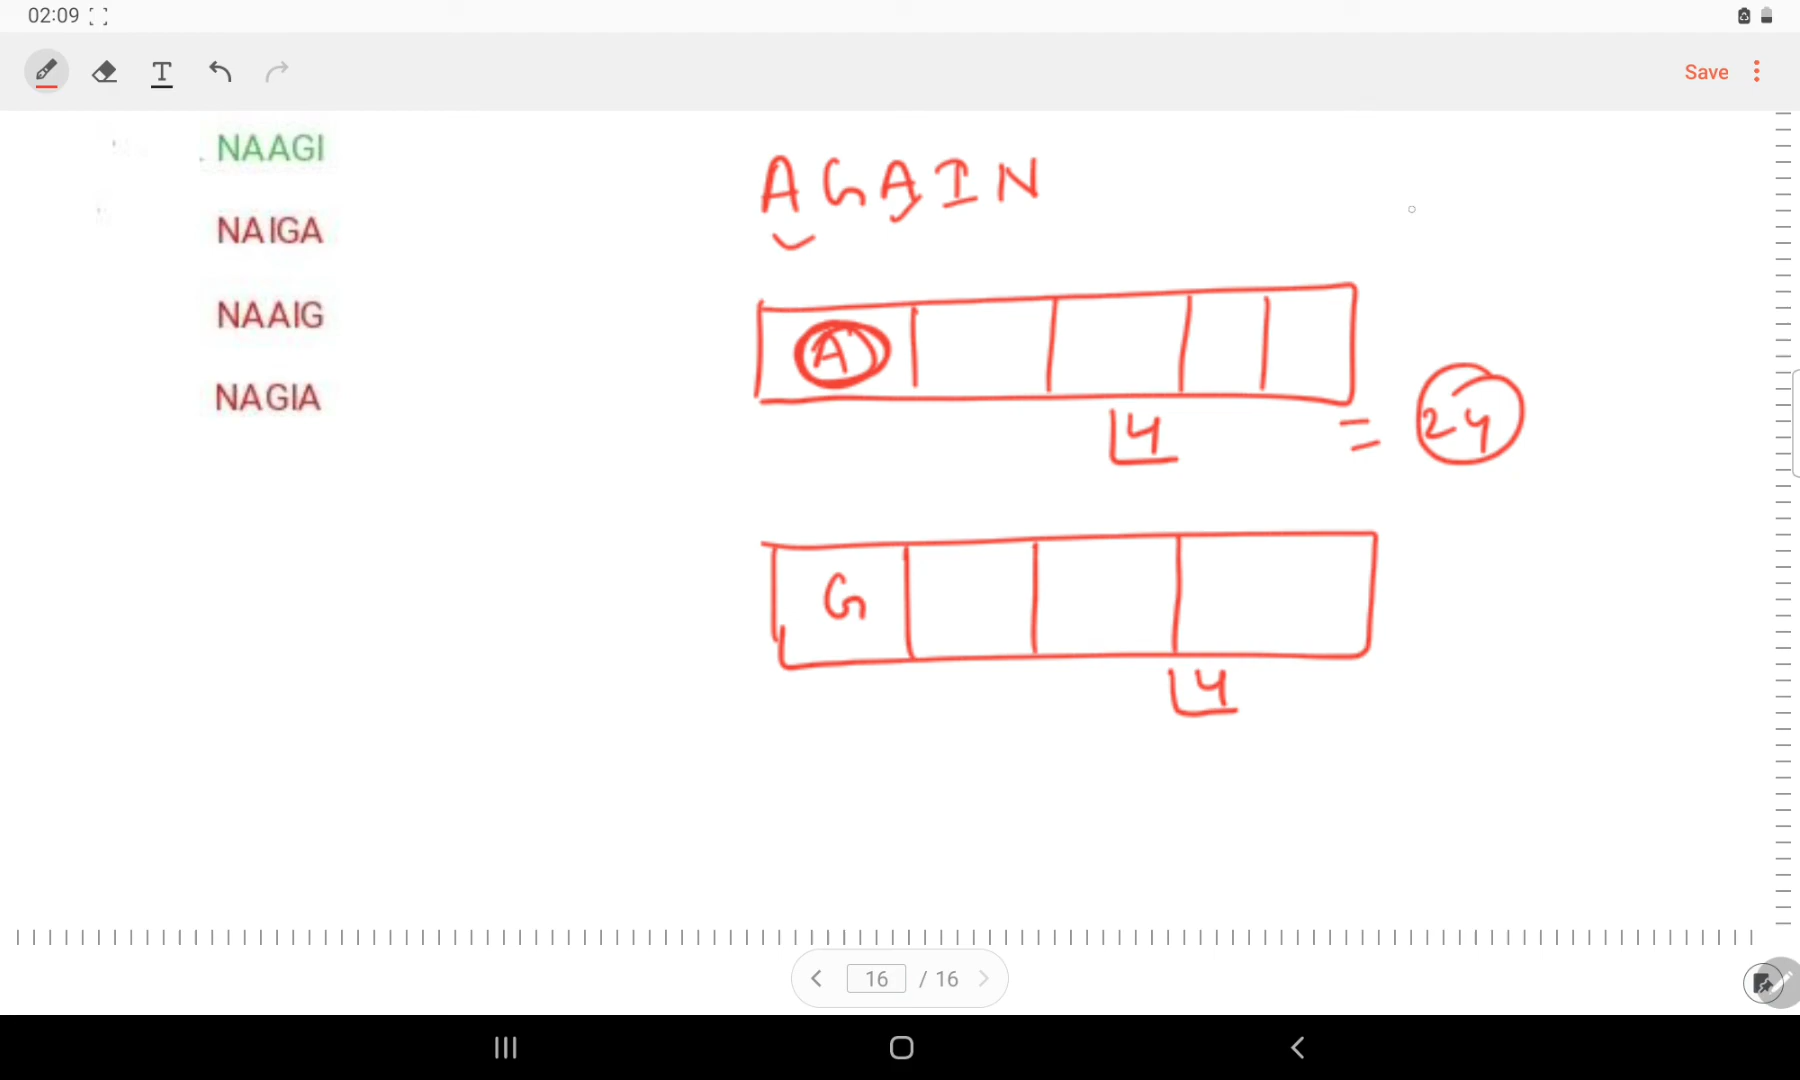 02:09
T
Save
NAAGI
NAIGA
NAAIG
NAGIA
AGAIN
A
4
= 24
G
4
16 / 16